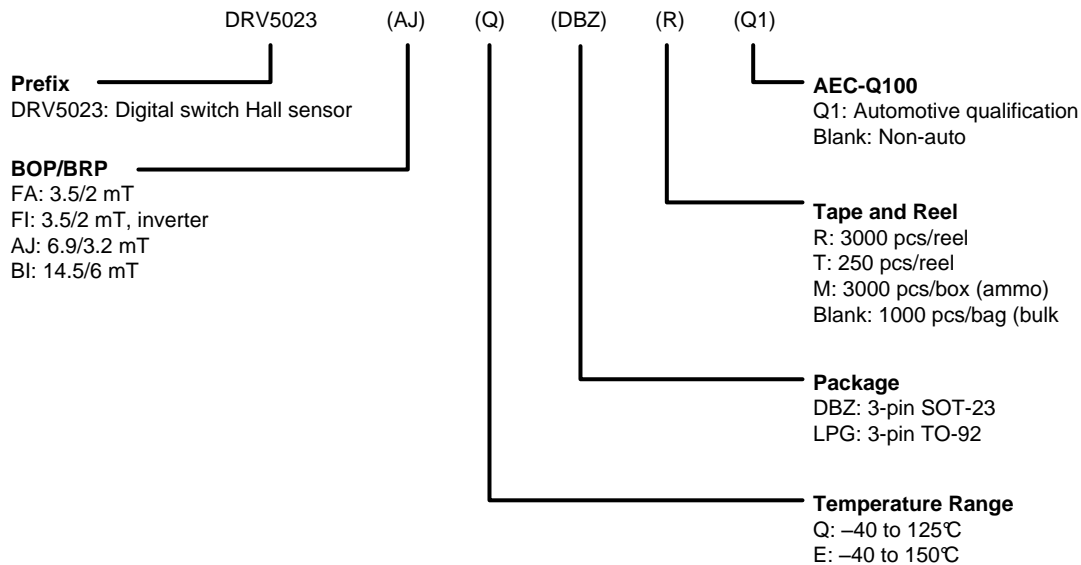 DRV5023 (AJ) (Q) (DBZ) (R) (Q1)
Prefix
DRV5023: Digital switch Hall sensor
BOP/BRP
FA: 3.5/2 mT
FI: 3.5/2 mT, inverter
AJ: 6.9/3.2 mT
BI: 14.5/6 mT
AEC-Q100
Q1: Automotive qualification
Blank: Non-auto
Tape and Reel
R: 3000 pcs/reel
T: 250 pcs/reel
M: 3000 pcs/box (ammo)
Blank: 1000 pcs/bag (bulk
Package
DBZ: 3-pin SOT-23
LPG: 3-pin TO-92
Temperature Range
Q: –40 to 125℃
E: –40 to 150℃